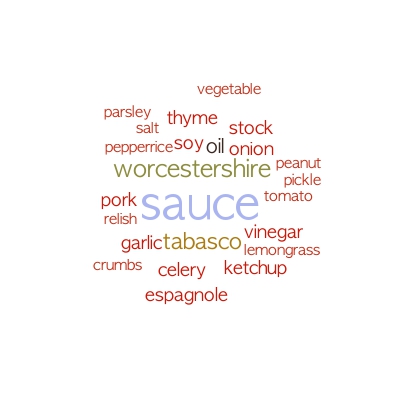 vegetable
parsley thyme
salt stock
pepper rice soy oil onion
worcestershire peanut
pickle
pork sauce tomato
relish
garlic tabasco vinegar
lemongrass
crumbs celery ketchup
espagnole